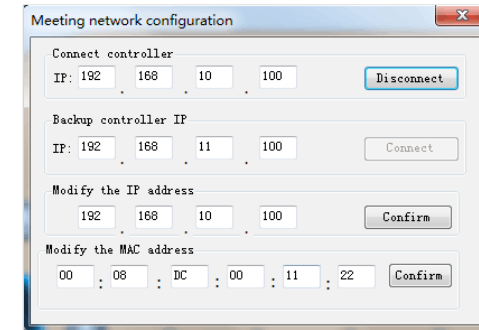 Meeting network configuration
Connect controller
IP: 192 . 168 . 10 . 100 Disconnect
Backup controller IP
IP: 192 . 168 . 11 . 100 Connect
Modify the IP address
192 . 168 . 10 . 100 Confirm
Modify the MAC address
00 : 08 : DC : 00 : 11 : 22 Confirm